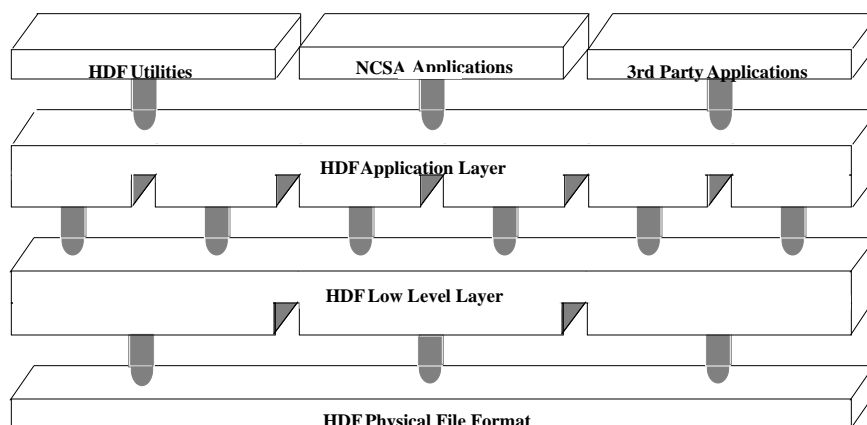 HDF Utilities
NCSA Applications
3rd Party Applications
HDF Application Layer
HDF Low Level Layer
HDF Physical File Format